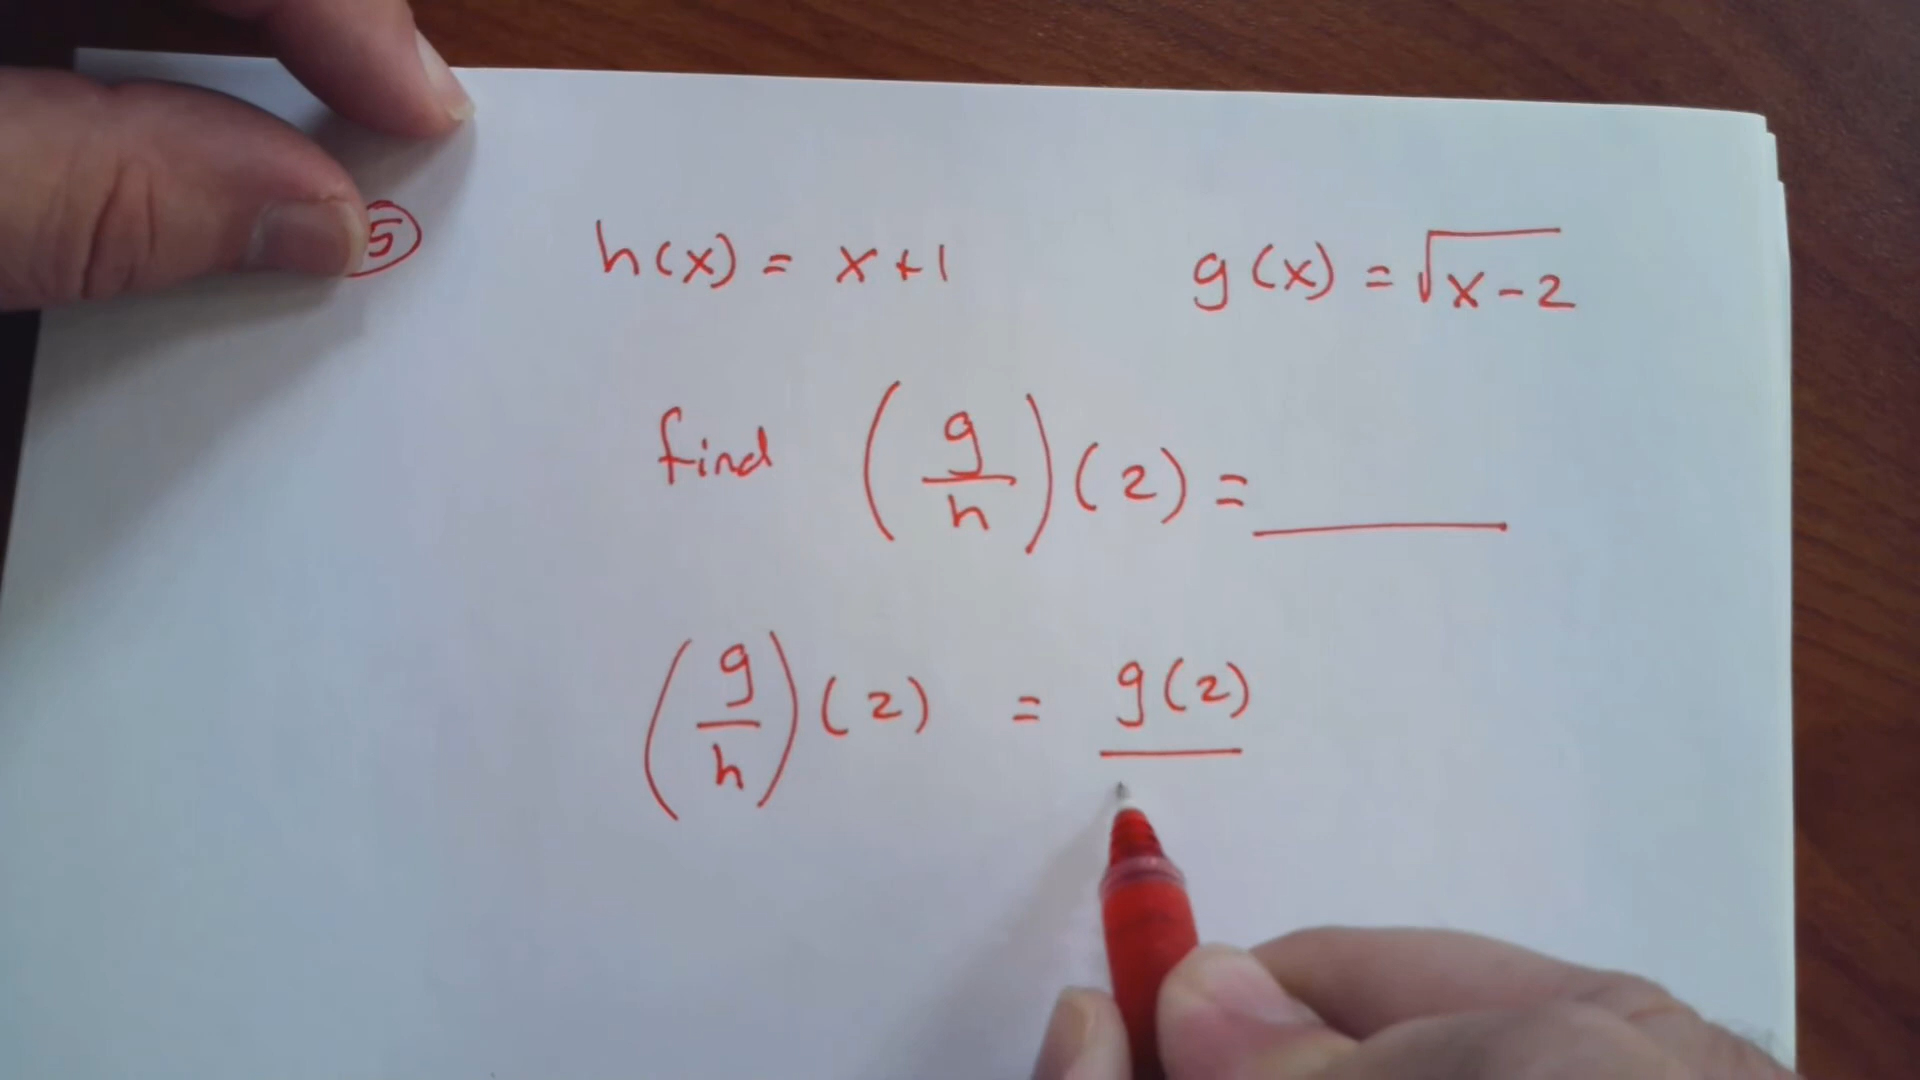 5 h(x) = x + 1 g(x) = √(x - 2)
find (g/h)(2) = ______
(g/h)(2) = g(2)/